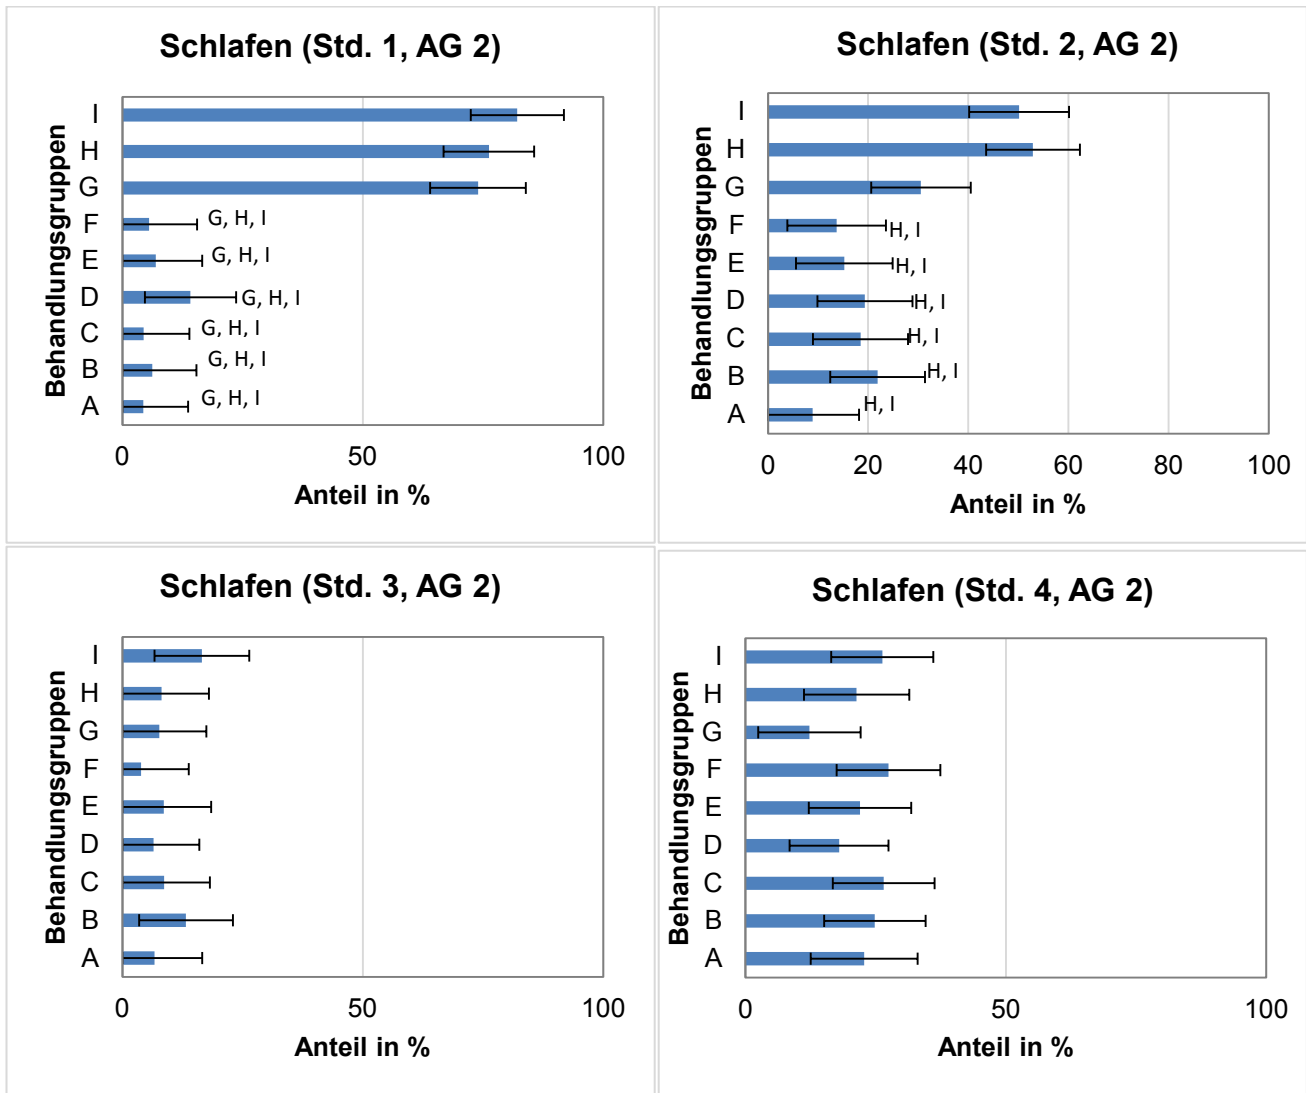 Schlafen (Std. 1, AG 2)
Behandlungsgruppen
I
H
G
F G, H, I
E G, H, I
D G, H, I
C G, H, I
B G, H, I
A G, H, I
0 50 100
Anteil in %
Schlafen (Std. 2, AG 2)
Behandlungsgruppen
I
H
G
F H, I
E H, I
D H, I
C H, I
B H, I
A H, I
0 20 40 60 80 100
Anteil in %
Schlafen (Std. 3, AG 2)
Behandlungsgruppen
I
H
G
F
E
D
C
B
A
0 50 100
Anteil in %
Schlafen (Std. 4, AG 2)
Behandlungsgruppen
I
H
G
F
E
D
C
B
A
0 50 100
Anteil in %